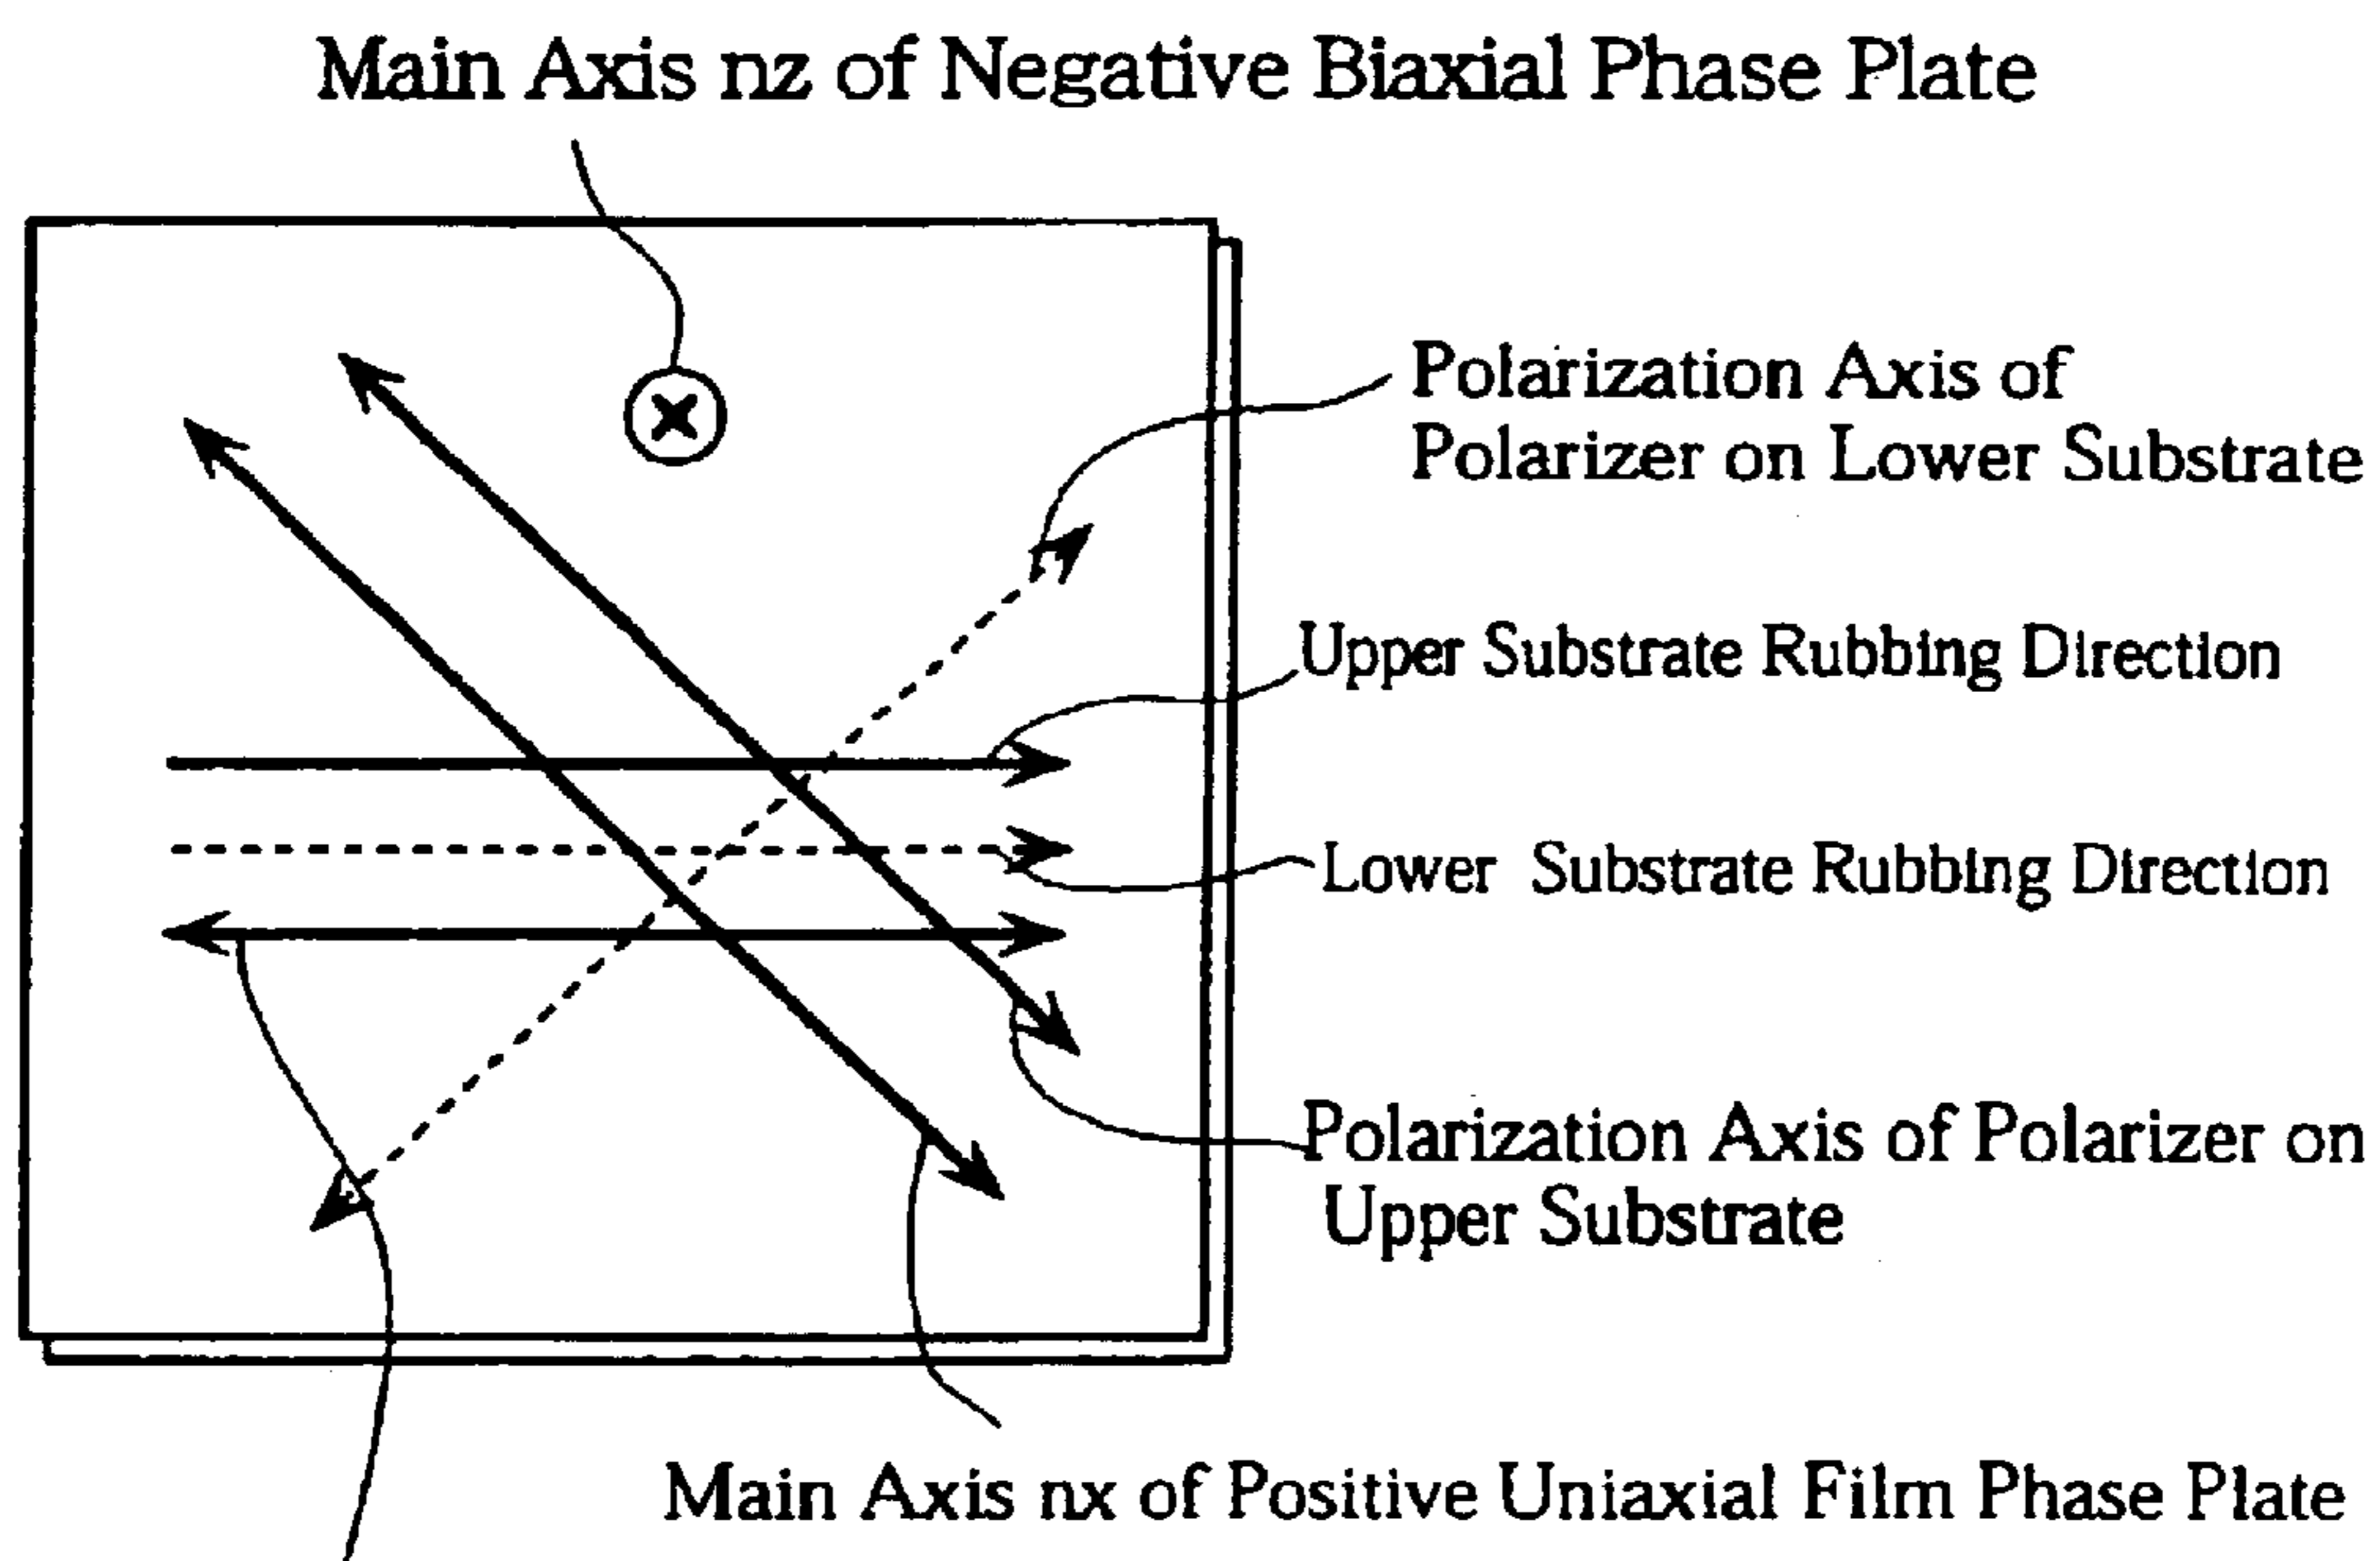 Main Axis nz of Negative Biaxial Phase Plate
Polarization Axis of
Polarizer on Lower Substrate
Upper Substrate Rubbing Direction
Lower Substrate Rubbing Direction
Polarization Axis of Polarizer on
Upper Substrate
Main Axis nx of Positive Uniaxial Film Phase Plate